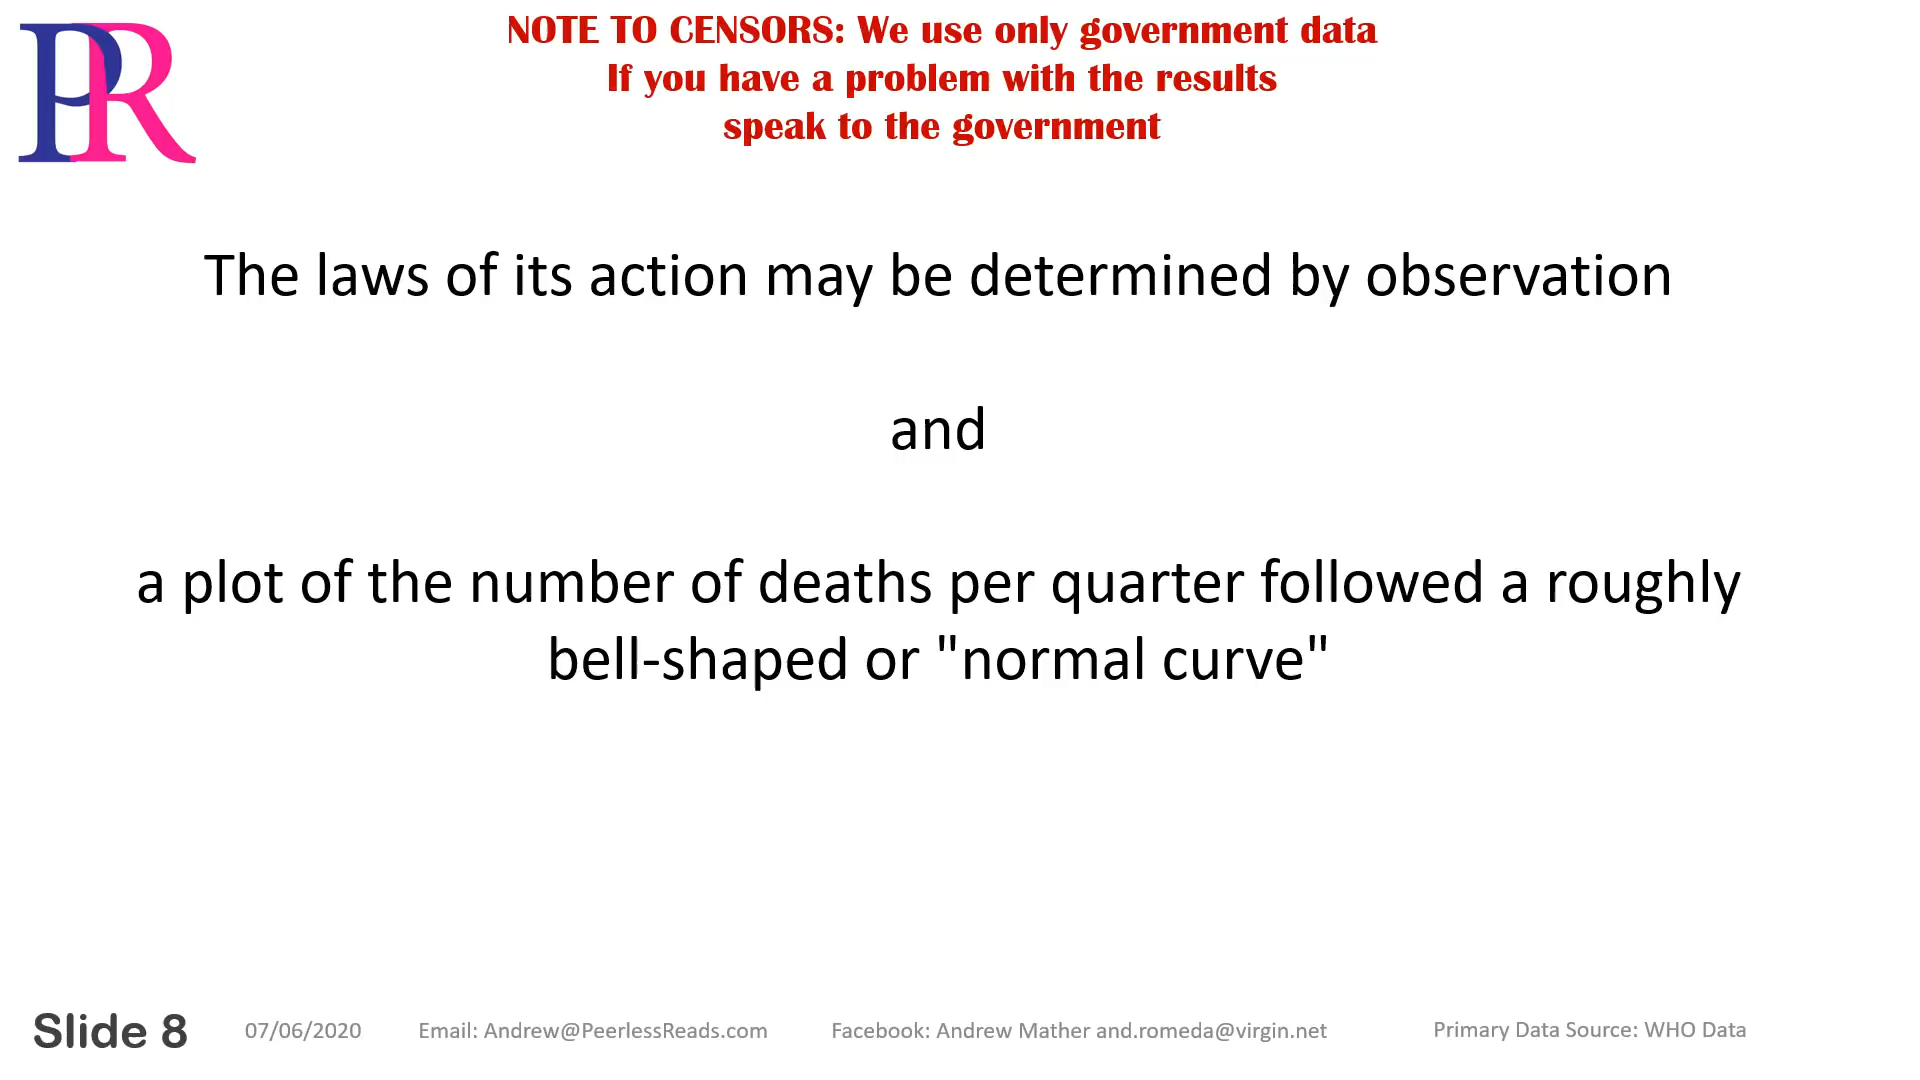 PR
NOTE TO CENSORS: We use only government data
If you have a problem with the results
speak to the government
The laws of its action may be determined by observation
and
a plot of the number of deaths per quarter followed a roughly
bell-shaped or "normal curve"
Slide 8 07/06/2020 Email: Andrew@PeerlessReads.com Facebook: Andrew Mather and.romeda@virgin.net Primary Data Source: WHO Data